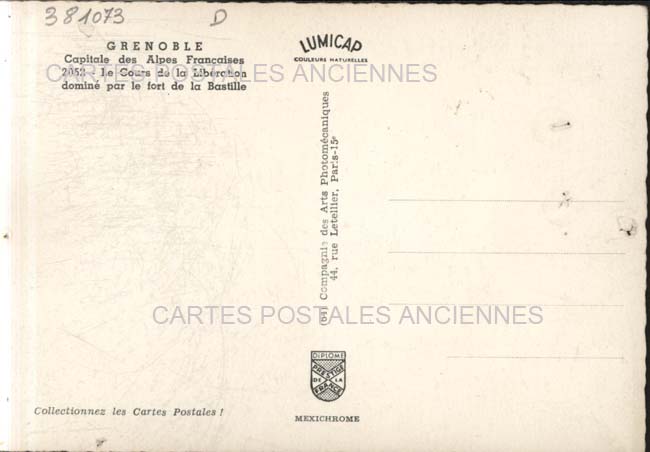 381073 D
GRENOBLE
Capitale des Alpes Françaises
2052 - Le Cours de la Libération
dominé par le fort de la Bastille
LUMICAP
COULEURS NATURELLES
CARTES POSTALES ANCIENNES
(64) Compagnie des Arts Photomécaniques
44, rue Letellier, Paris-15e
CARTES POSTALES ANCIENNES
DIPLOME
PRESTIGE
DE LA
FRANCE
Collectionnez les Cartes Postales !
MEXICHROME